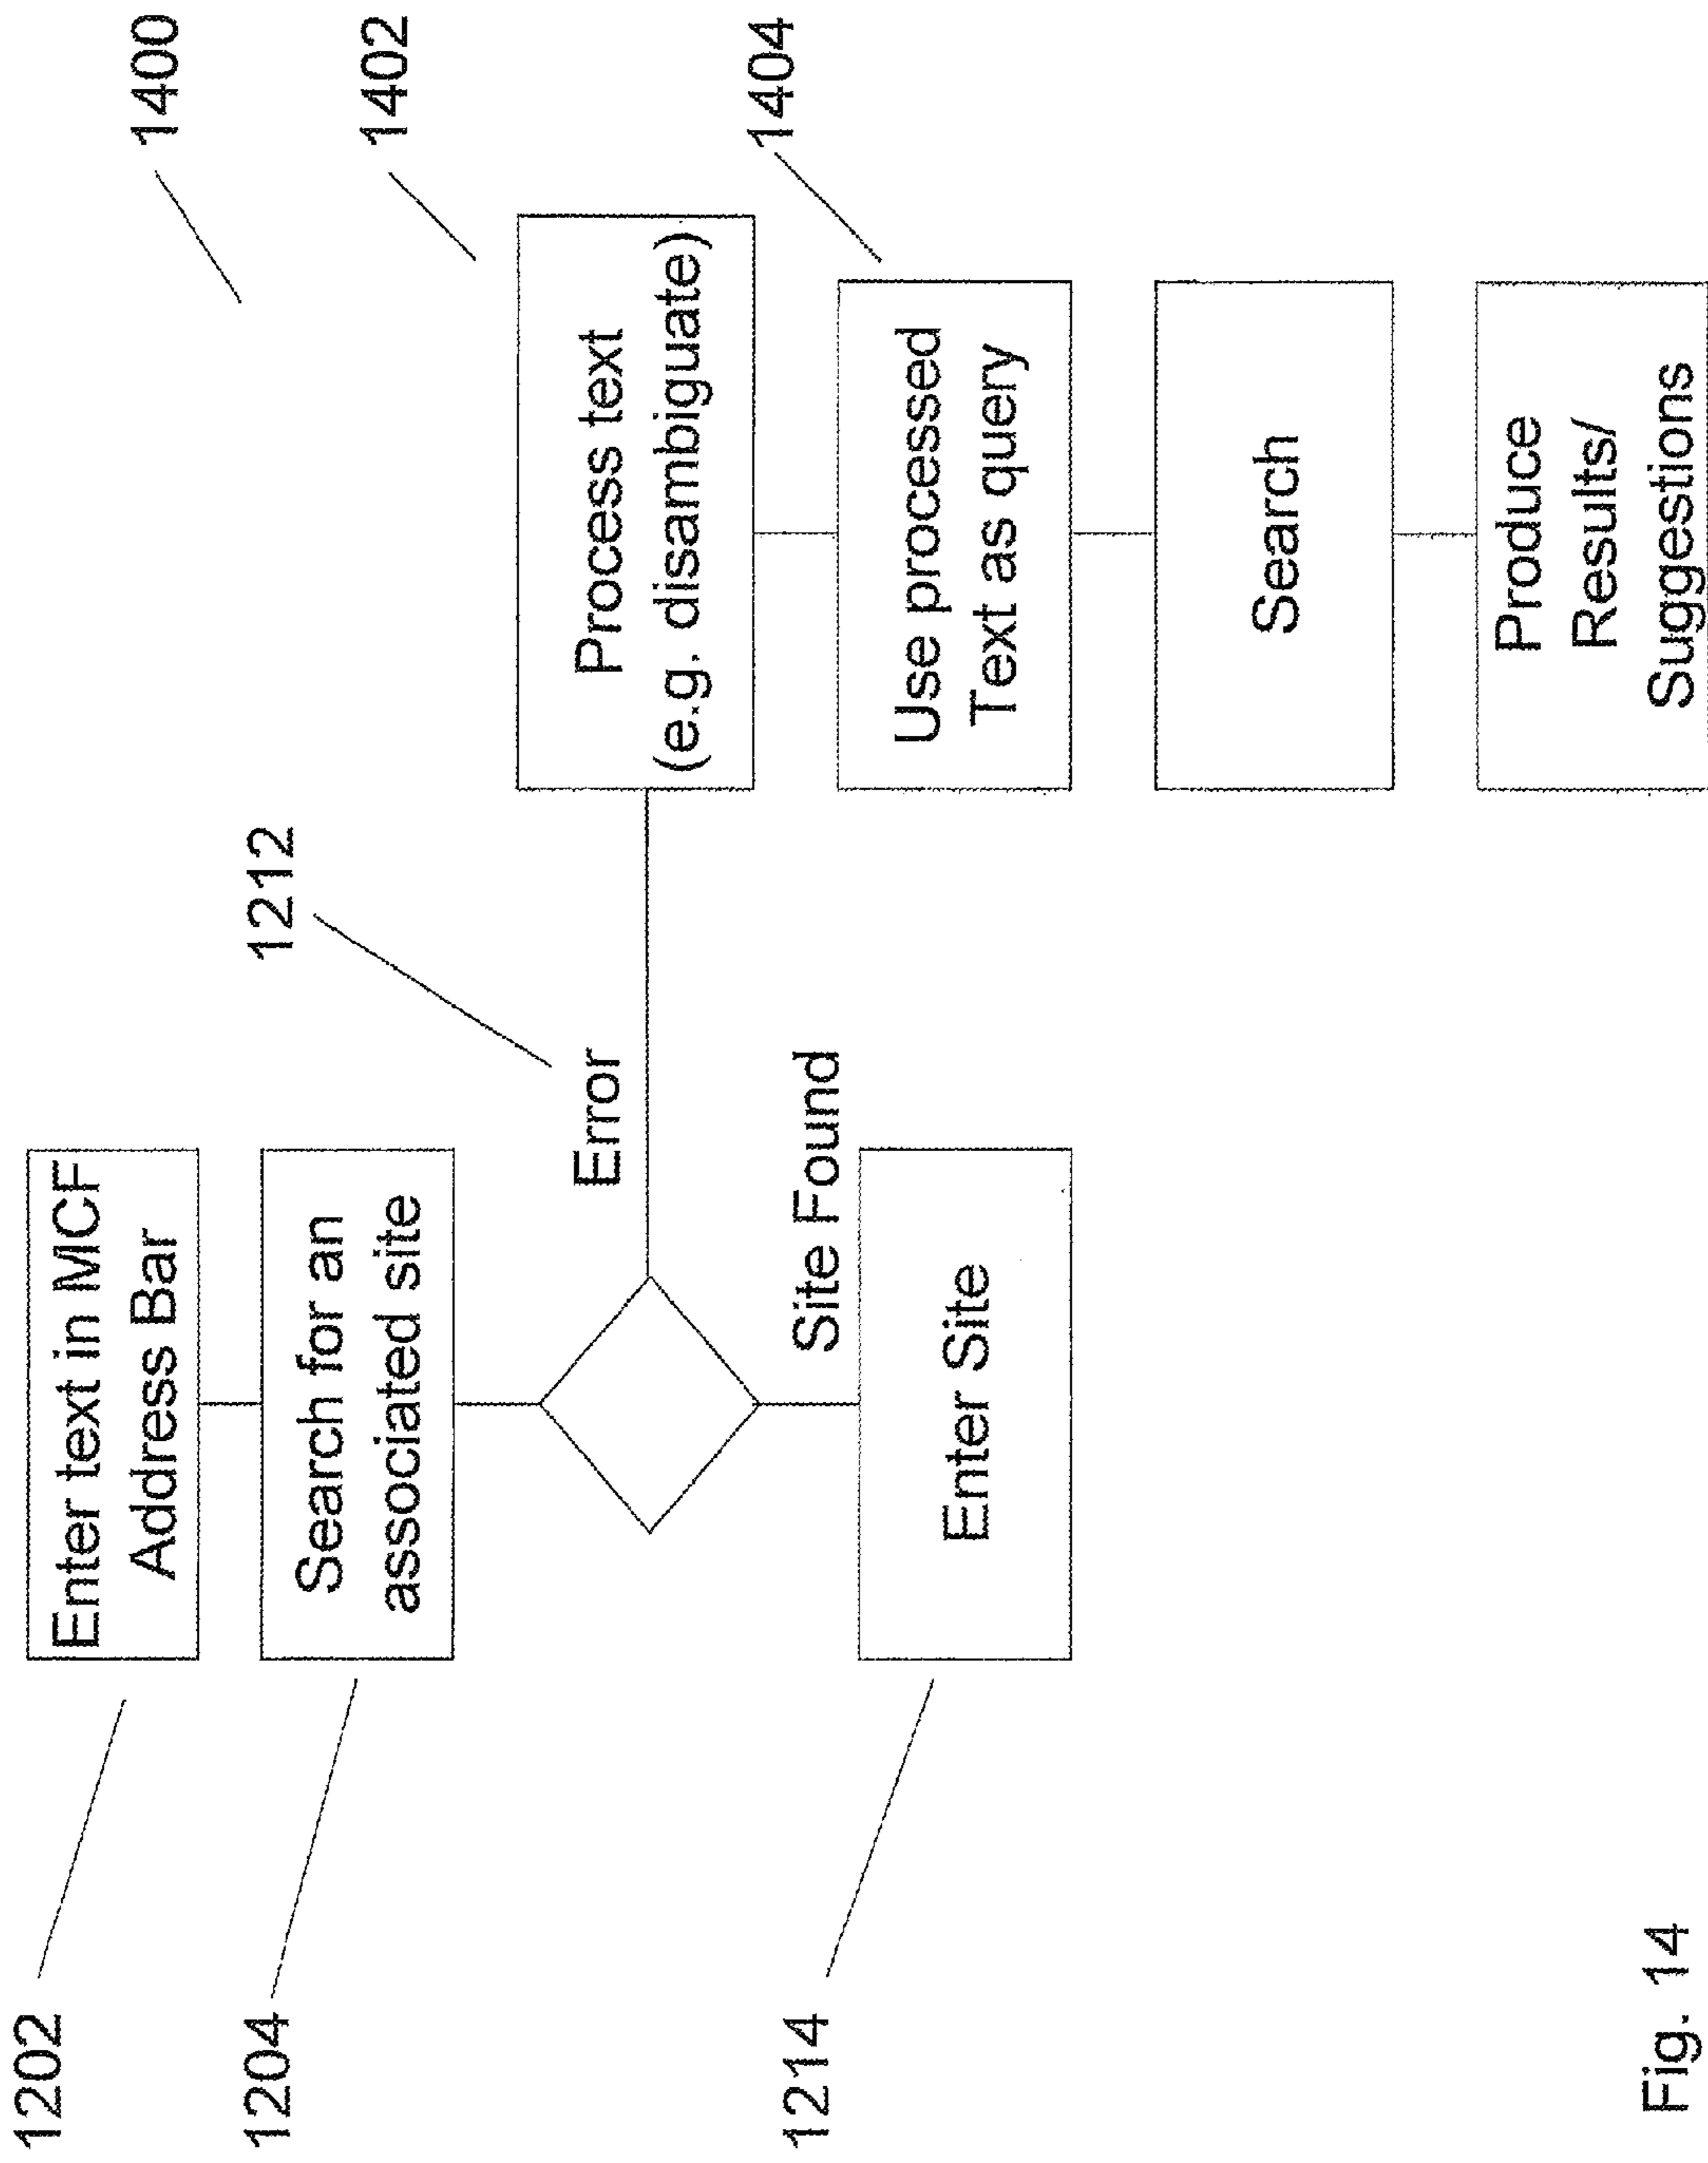 1400
1202
Enter text in MCF
Address Bar
1204
Search for an
associated site
1212
Error
1402
Process text
(e.g. disambiguate)
1404
Use processed
Text as query
Search
Produce
Results/
Suggestions
Site Found
1214
Enter Site
Fig. 14